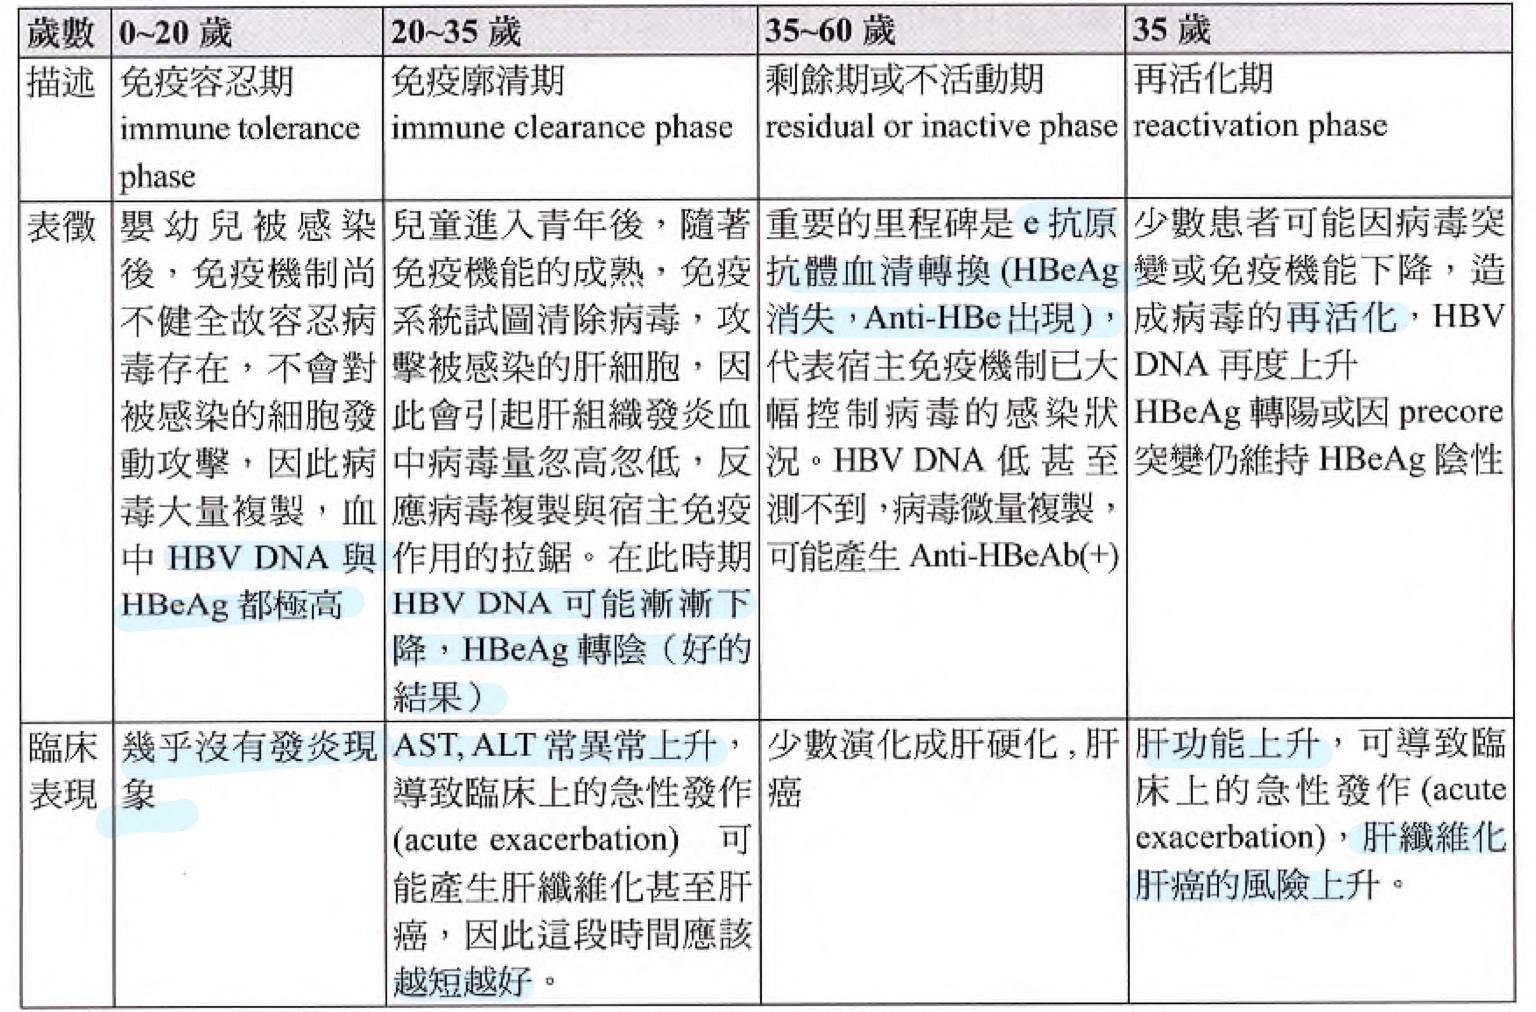 歲數
0~20 歲
20~35 歲
35~60 歲
35 歲
描述
免疫容忍期
immune tolerance
phase
免疫廓清期
immune clearance phase
剩餘期或不活動期
residual or inactive phase
再活化期
reactivation phase
表徵
嬰幼兒被感染
後，免疫機制尚
不健全故容忍病
毒存在，不會對
被感染的細胞發
動攻擊，因此病
毒大量複製，血
中 HBV DNA 與
HBeAg 都極高
兒童進入青年後，隨著
免疫機能的成熟，免疫
系統試圖清除病毒，攻
擊被感染的肝細胞，因
此會引起肝組織發炎血
中病毒量忽高忽低，反
應病毒複製與宿主免疫
作用的拉鋸。在此時期
HBV DNA 可能漸漸下
降，HBeAg 轉陰（好的
結果）
重要的里程碑是 e 抗原
抗體血清轉換 (HBeAg
消失，Anti-HBe 出現)，
代表宿主免疫機制已大
幅控制病毒的感染狀
況。HBV DNA 低甚至
測不到，病毒微量複製，
可能產生 Anti-HBeAb(+)
少數患者可能因病毒突
變或免疫機能下降，造
成病毒的再活化，HBV
DNA 再度上升
HBeAg 轉陽或因 precore
突變仍維持 HBeAg 陰性
臨床
表現
幾乎沒有發炎現
象
AST, ALT 常異常上升，
導致臨床上的急性發作
(acute exacerbation) 可
能產生肝纖維化甚至肝
癌，因此這段時間應該
越短越好。
少數演化成肝硬化 , 肝
癌
肝功能上升，可導致臨
床上的急性發作 (acute
exacerbation)，肝纖維化
肝癌的風險上升。